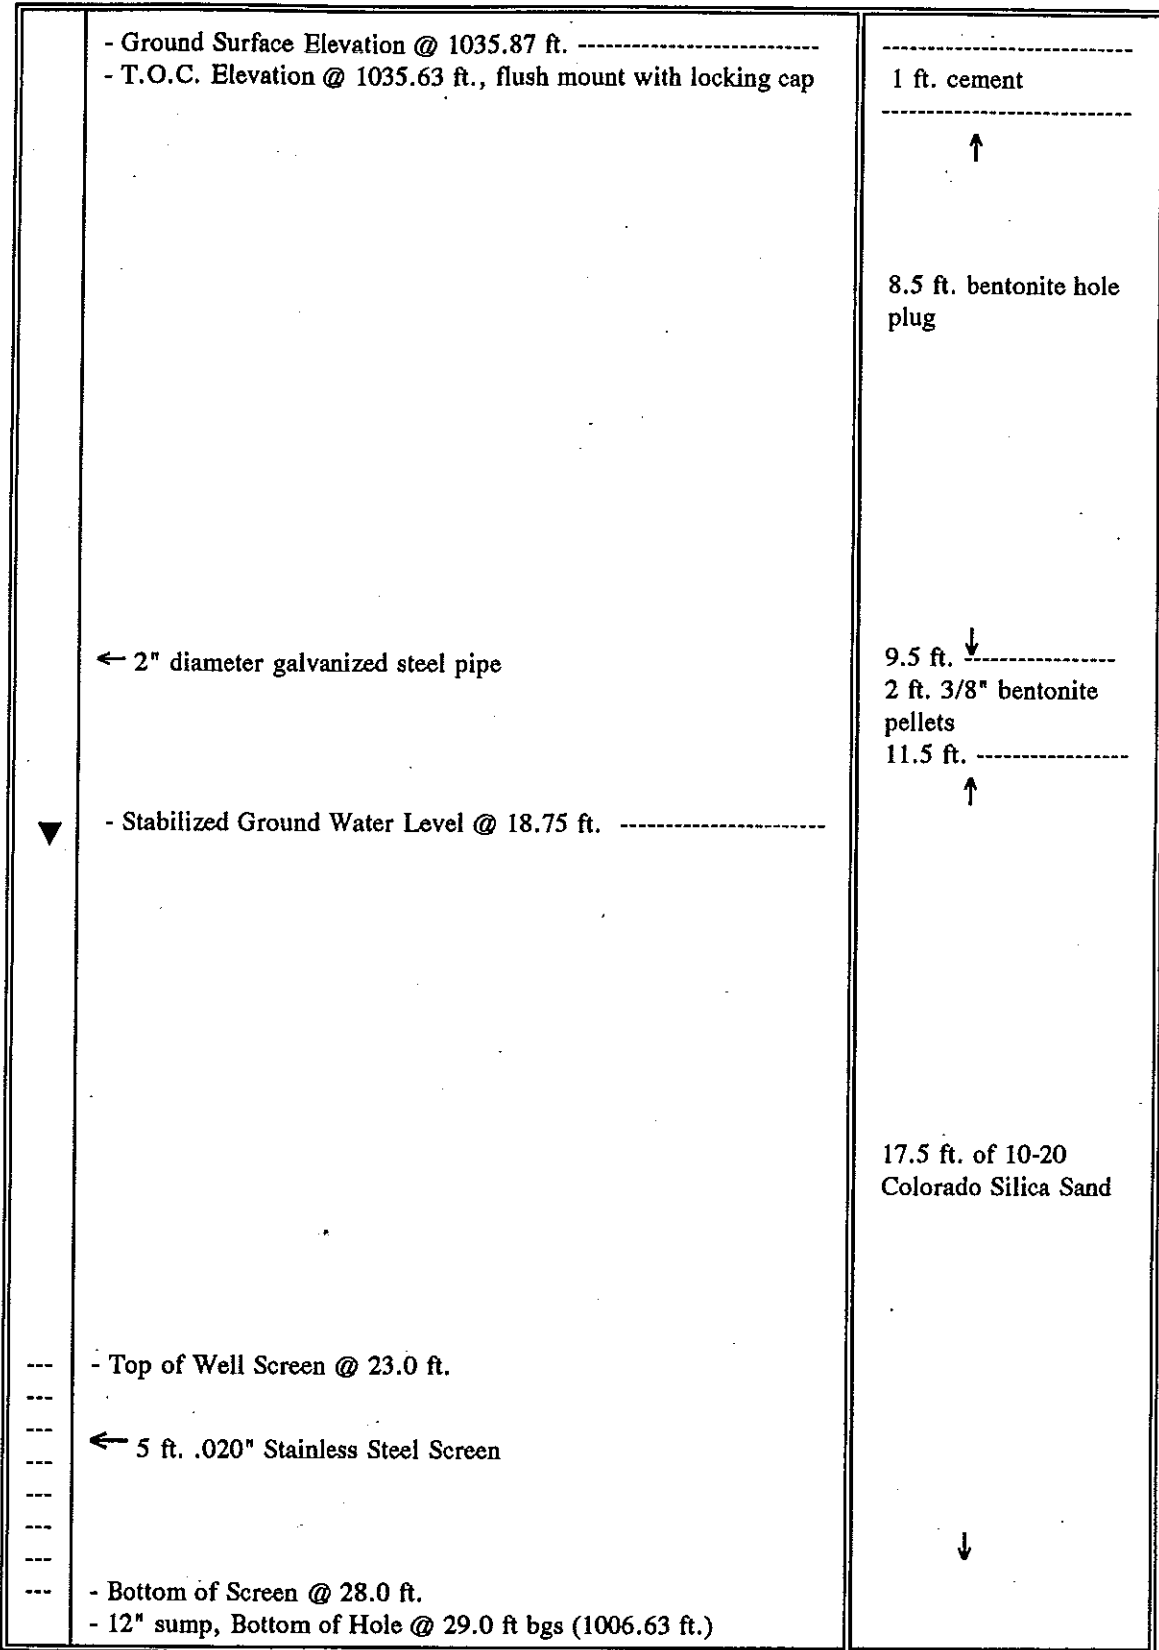 - Ground Surface Elevation @ 1035.87 ft. --------------------------
- T.O.C. Elevation @ 1035.63 ft., flush mount with locking cap
----------------------------
1 ft. cement
----------------------------
↑
8.5 ft. bentonite hole
plug
← 2" diameter galvanized steel pipe
↓
9.5 ft. -----------------
2 ft. 3/8" bentonite
pellets
11.5 ft. -----------------
↑
▼ - Stabilized Ground Water Level @ 18.75 ft. -----------------------
17.5 ft. of 10-20
Colorado Silica Sand
--- - Top of Well Screen @ 23.0 ft.
---
---
← 5 ft. .020" Stainless Steel Screen
---
---
---
---
↓
--- - Bottom of Screen @ 28.0 ft.
- 12" sump, Bottom of Hole @ 29.0 ft bgs (1006.63 ft.)